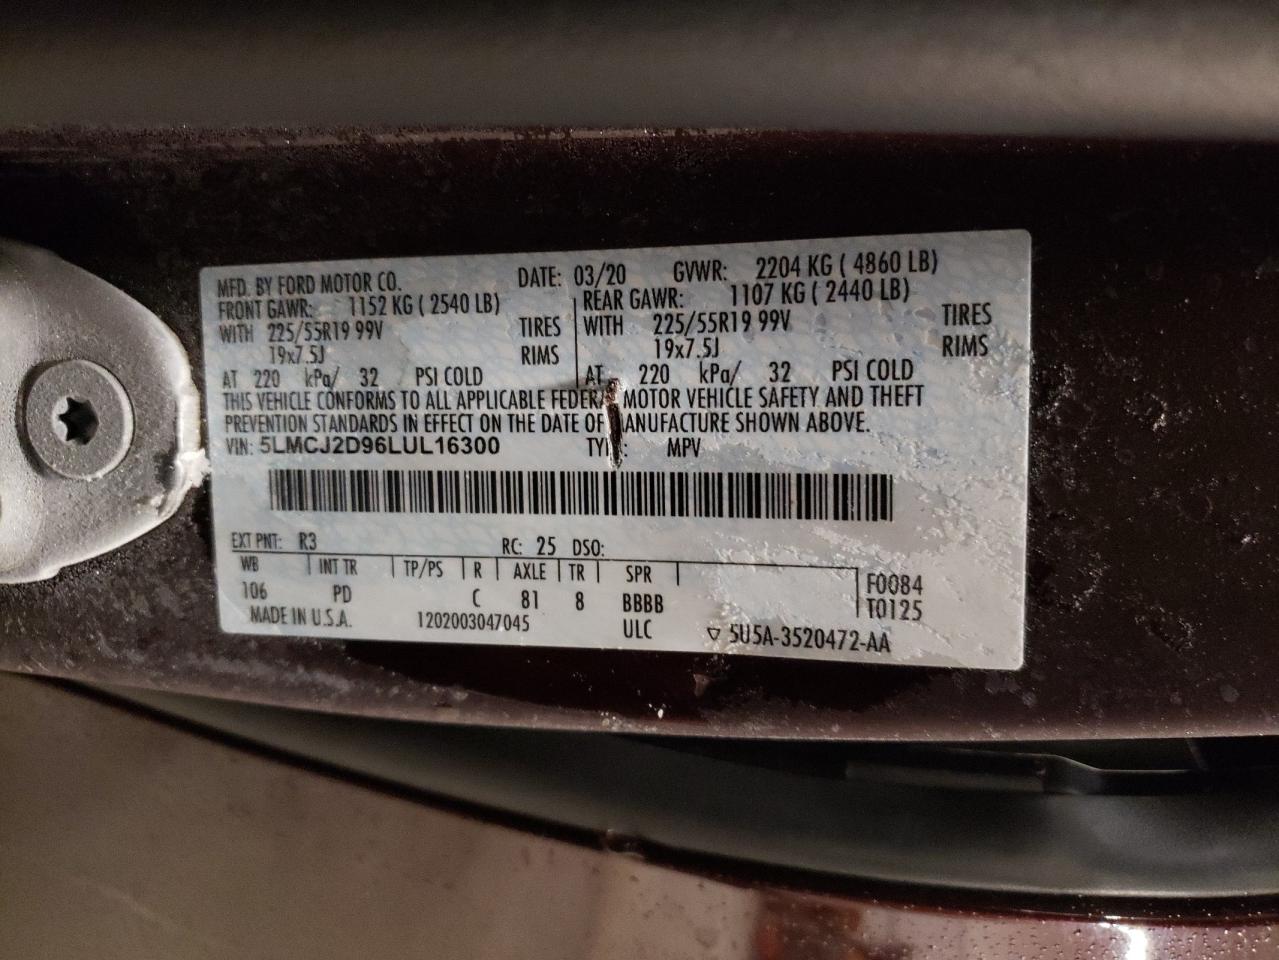 MFD. BY FORD MOTOR CO. DATE: 03/20 GVWR: 2204 KG ( 4860 LB)
FRONT GAWR: 1152 KG ( 2540 LB) REAR GAWR: 1107 KG ( 2440 LB)
WITH 225/55R19 99V TIRES WITH 225/55R19 99V TIRES
19x7.5J RIMS 19x7.5J RIMS
AT 220 kPa/ 32 PSI COLD AT 220 kPa/ 32 PSI COLD
THIS VEHICLE CONFORMS TO ALL APPLICABLE FEDERA MOTOR VEHICLE SAFETY AND THEFT
PREVENTION STANDARDS IN EFFECT ON THE DATE OF ANUFACTURE SHOWN ABOVE.
VIN: 5LMCJ2D96LUL16300 TY : MPV
EXT PNT: R3 RC: 25 DSO:
WB INT TR TP/PS R AXLE TR SPR
106 PD C 81 8 BBBB F0084
T0125
MADE IN U.S.A. 1202003047045 ULC ▽ 5U5A-3520472-AA